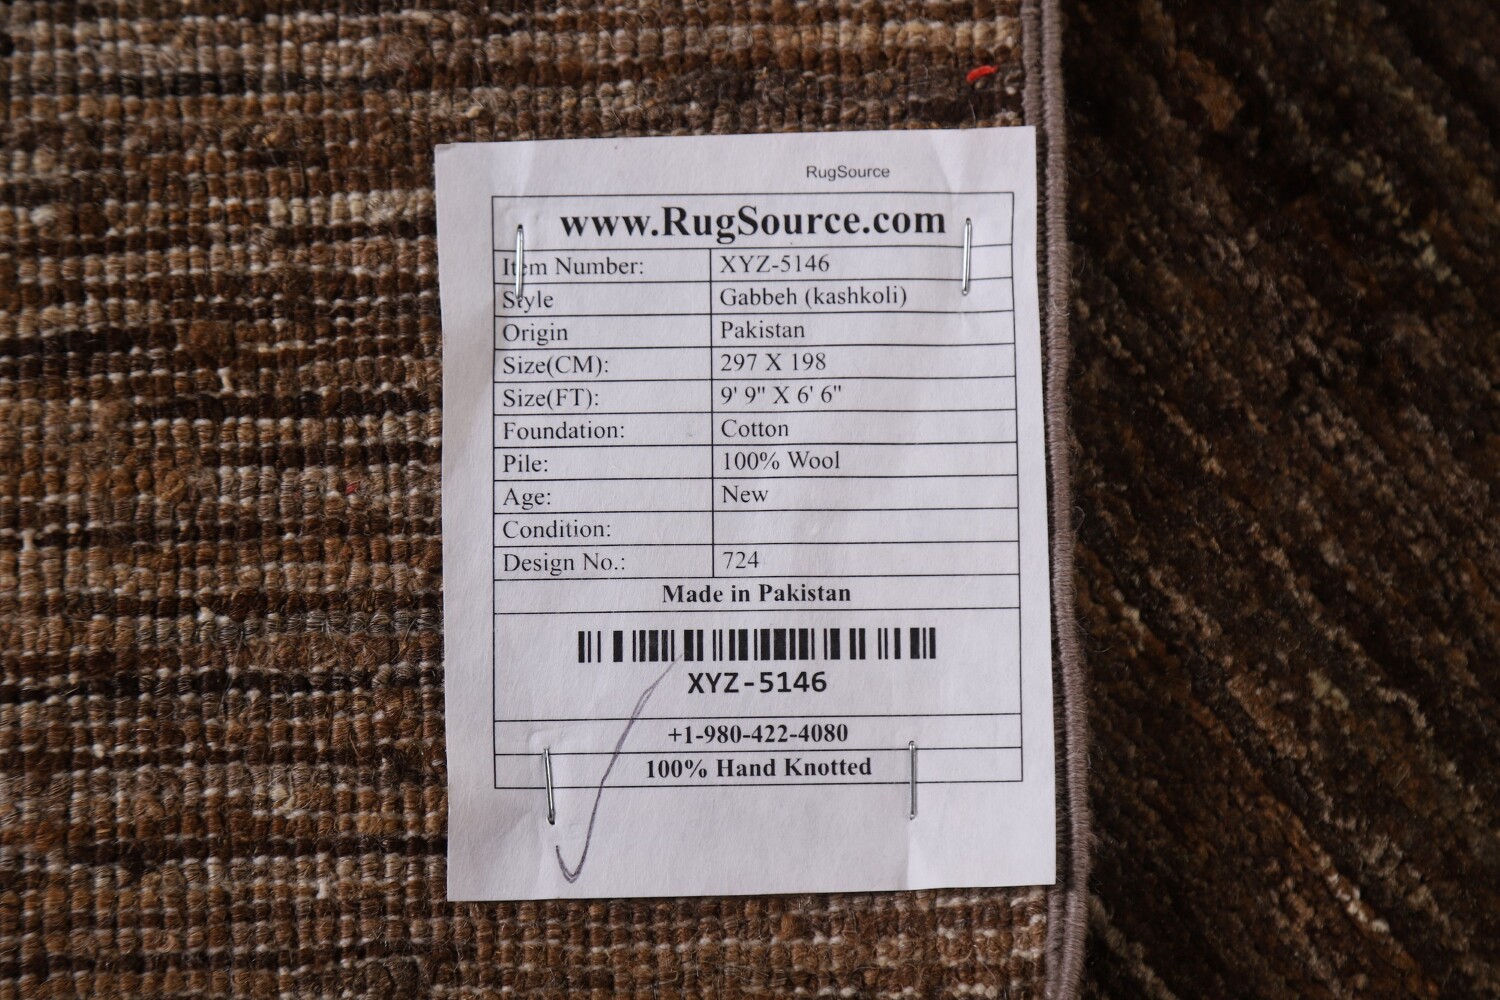 RugSource
www.RugSource.com
Item Number: XYZ-5146
Style Gabbeh (kashkoli)
Origin Pakistan
Size(CM): 297 X 198
Size(FT): 9' 9" X 6' 6"
Foundation: Cotton
Pile: 100% Wool
Age: New
Condition:
Design No.: 724
Made in Pakistan
XYZ-5146
+1-980-422-4080
100% Hand Knotted